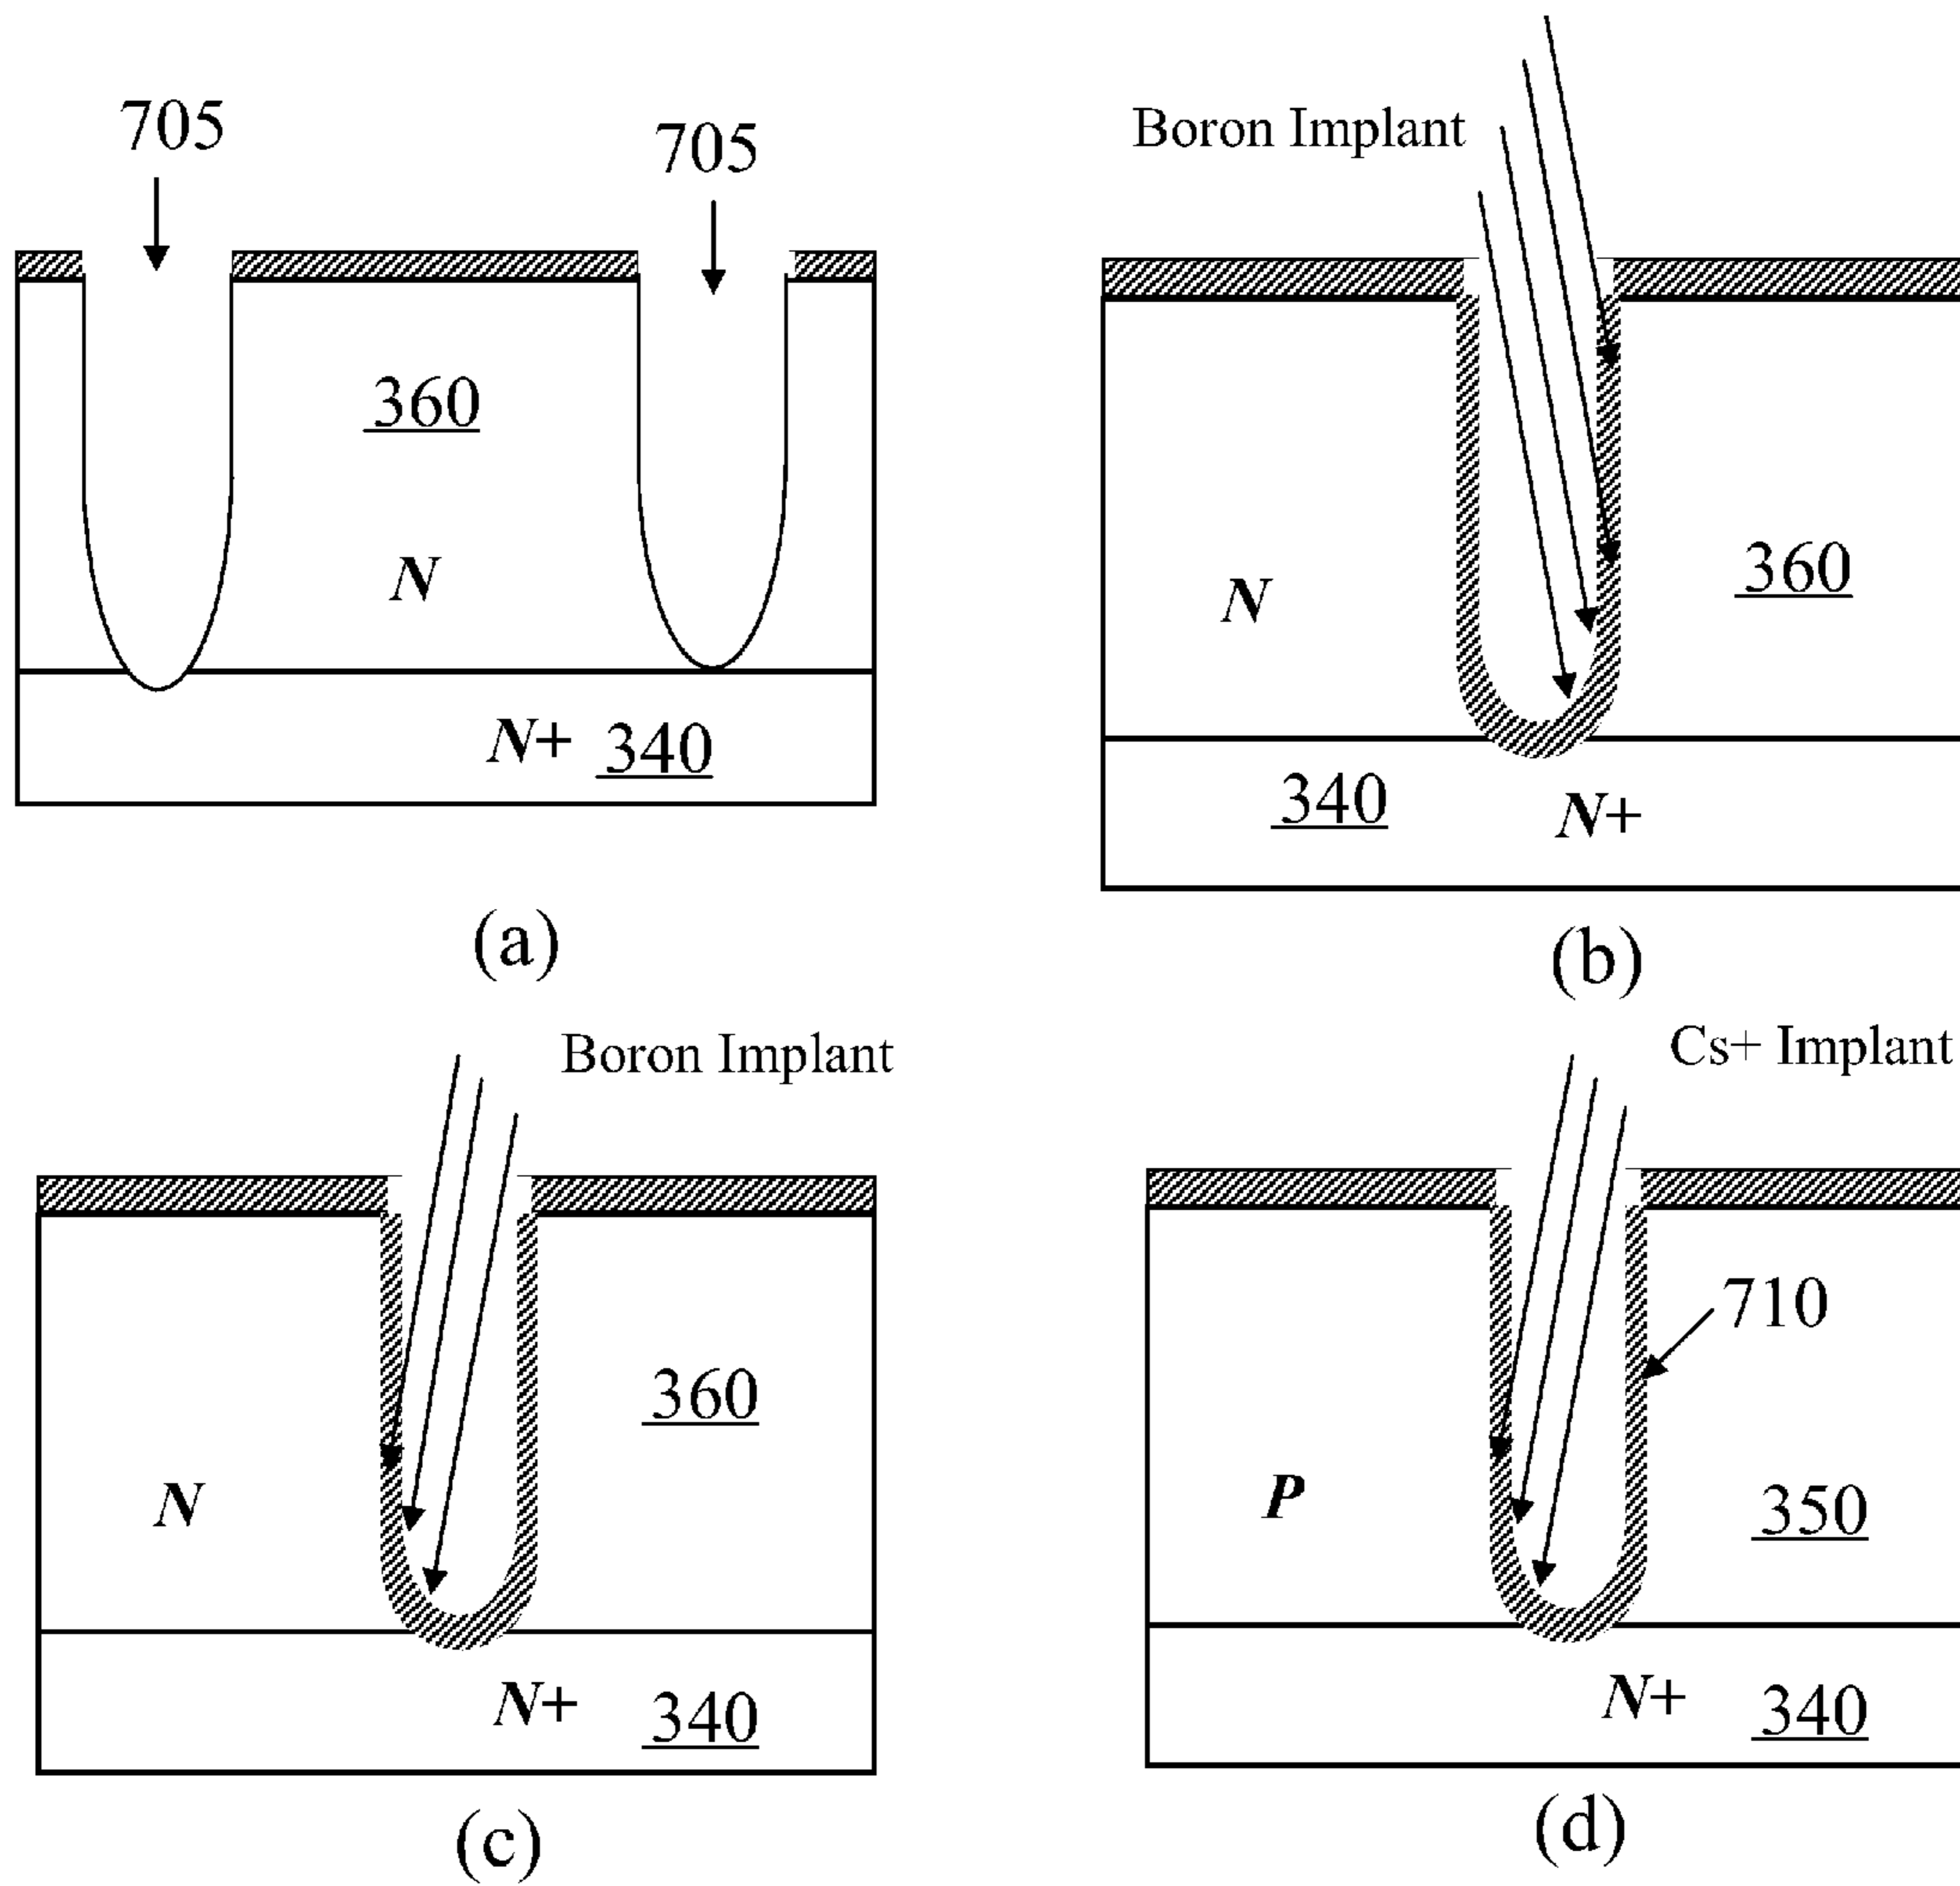 705
705
360
N
N+ 340
(a)
Boron Implant
N
360
340
N+
(b)
Boron Implant
360
N
N+ 340
(c)
Cs+ Implant
710
P
350
N+ 340
(d)